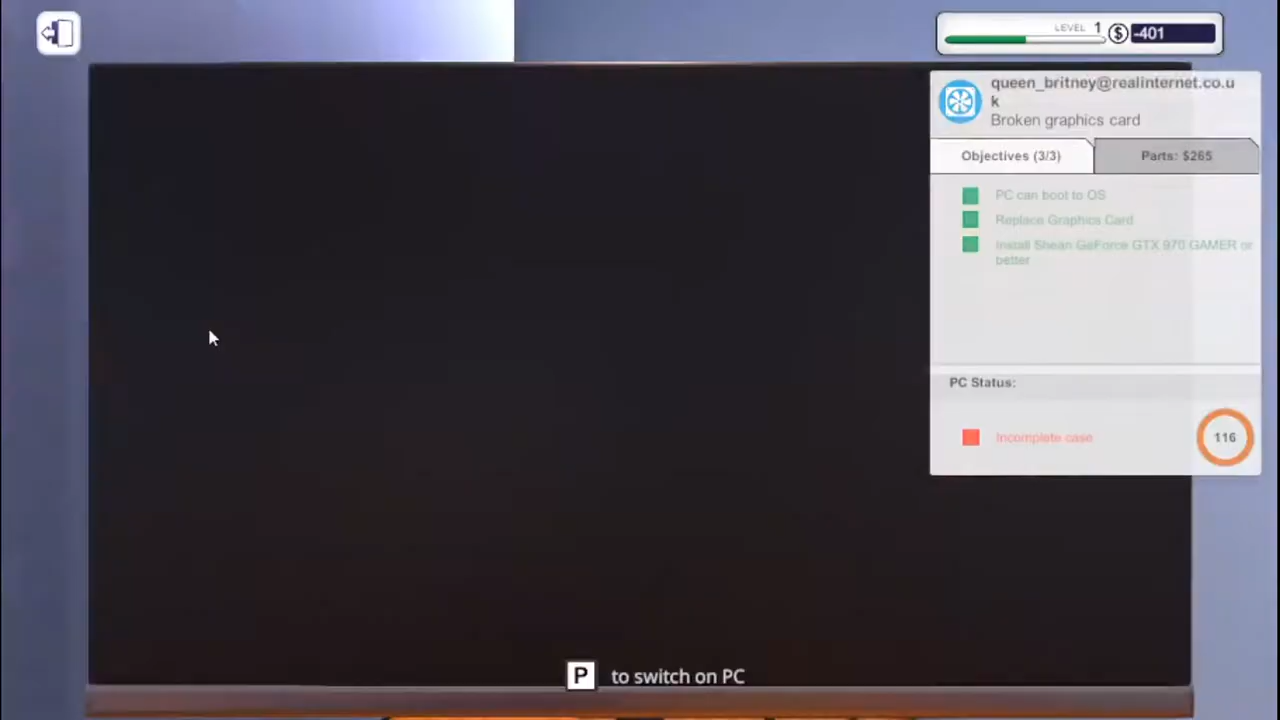 LEVEL 1 $ -401
queen_britney@realinternet.co.u
k
Broken graphics card
Objectives (3/3) Parts: $265
PC can boot to OS
Replace Graphics Card
Install Shean GeForce GTX 970 GAMER or
better
PC Status:
Incomplete case 116
P to switch on PC